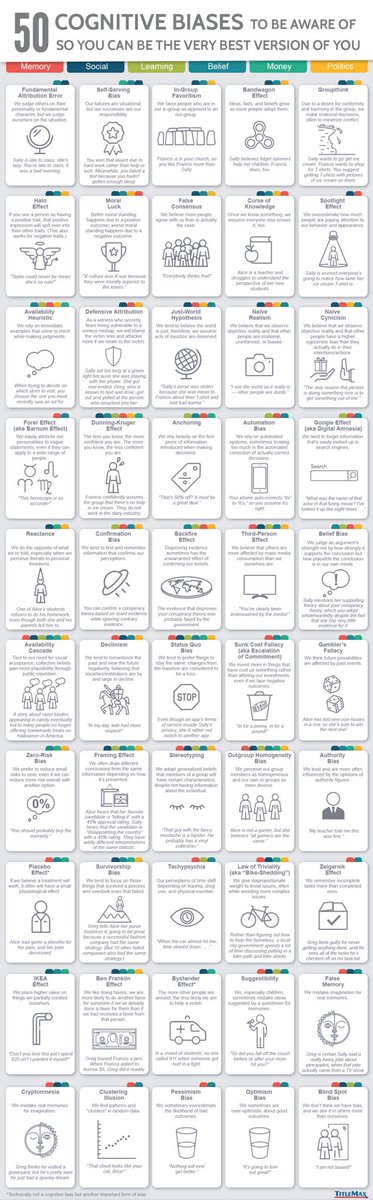 50 COGNITIVE BIASES TO BE AWARE OF
SO YOU CAN BE THE VERY BEST VERSION OF YOU
Memory Social Learning Belief Money Politics
Fundamental
Attribution Error
We judge others on their
personality or fundamental
character, but we judge
ourselves on the situation.
Sally is late to class; she's
lazy. You're late to class; it
was a bad morning.
Self-Serving
Bias
Our failures are situational,
but our successes are
our responsibility.
You won that award due to
hard work rather than help
or luck. Meanwhile, you failed a
test because you hadn't
gotten enough sleep.
In-Group
Favoritism
We favor people who are in
our in-group as opposed to an
out-group.
Francis is in your church, so
you like Francis more than
Sally.
Bandwagon
Effect
Ideas, fads, and beliefs
grow as more people adopt
them.
Sally believes fidget spinners
help her children. Francis
does, too.
Groupthink
Due to a desire for conformity
and harmony in the group, we
make irrational decisions,
often to minimize conflict.
Sally wants to go get ice
cream. Francis wants to shop
for T-shirts. You suggest
getting T-shirts with pictures
of ice cream on them.
Halo
Effect
If you see a person as having
a positive trait, that positive
impression will spill over into
their other traits. (This also
works for negative traits.)
"Taylor could never be mean;
she's so cute!"
Moral
Luck
Better moral standing
happens due to a positive
outcome; worse moral
standing happens due to a
negative outcome.
"X culture won X war because
they were morally superior to
the losers."
False
Consensus
We believe more people
agree with us than is actually
the case.
"Everybody thinks that!"
Curse of
Knowledge
Once we know something, we
assume everyone else knows
it, too.
Alice is a teacher and
struggles to understand the
perspective of her new
students.
Spotlight
Effect
We overestimate how much
people are paying attention to
our behavior and appearance.
Sally is worried everyone's
going to notice how lame her
ice cream T-shirt is.
Availability
Heuristic
We rely on immediate
examples that come to mind
while making judgments.
When trying to decide on
which store to visit, you
choose the one you most
recently saw an ad for.
Defensive Attribution
As a witness who secretly
fears being vulnerable to a
serious mishap, we will blame
the victim less and attacker
more if we relate to the victim.
Sally sat too long at a green
light because she was playing
with her phone. She got
rear-ended. Greg, who is
known to text and drive, got
out and yelled at the person
who smacked into her.
Just-World
Hypothesis
We tend to believe the world
is just; therefore, we assume
acts of injustice are deserved.
"Sally's purse was stolen
because she was mean to
Francis about their T-shirt
and had bad karma."
Naïve
Realism
We believe that we observe
objective reality and that other
people are irrational,
uninformed, or biased.
"I see the world as it really is
— other people are dumb."
Naïve
Cynicism
We believe that we observe
objective reality and that other
people have a higher
egocentric bias than they
actually do in their
intentions/actions.
"The only reason this person
is doing something nice is to
get something out of me."
Forer Effect
(aka Barnum Effect)
We easily attribute our
personalities to vague
statements, even if they can
apply to a wide range of
people.
"This horoscope is so
accurate!"
Dunning-Kruger
Effect
The less you know, the more
confident you are. The more
you know, the less confident
you are.
Francis confidently assures
the group that there's no kelp
in ice cream. They do not
work in the dairy industry.
Anchoring
We rely heavily on the first
piece of information
introduced when making
decisions.
"That's 50% off? It must be a
great deal."
Automation
Bias
We rely on automated
systems, sometimes trusting
too much in the automated
correction of actually correct
decisions.
Your phone auto-corrects "its"
to "it's," so you assume it's
right.
Google Effect
(aka Digital Amnesia)
We tend to forget information
that's easily looked up in
search engines.
Search
"What was the name of that
actor in that funny movie? I've
looked it up like eight times.
Reactance
We do the opposite of what
we're told, especially when we
perceive threats to personal
freedoms.
One of Alice's students
refuses to do his homework,
even though both she and
his parents tell him to.
Confirmation
Bias
We tend to find and remember
information that confirms our
perceptions.
You can confirm a conspiracy
theory based on scant evidence
while ignoring contrary
evidence.
Backfire
Effect
Disproving evidence
sometimes has the
unwarranted effect of
confirming our beliefs.
The evidence that disproves
your conspiracy theory was
probably faked by the
government.
Third-Person
Effect
We believe that others are
more affected by mass media
consumption than we
ourselves are.
"You've clearly been
brainwashed by the media!"
Belief Bias
We judge an argument's
strength not by how strongly it
supports the conclusion but
how plausible the conclusion
is in our own minds.
Sally mentions her supporting
theory about your conspiracy
theory, which you adopt
wholeheartedly despite the
fact that she has very little
evidence for it.
Availability
Cascade
Tied to our need for social
acceptance, collective beliefs
gain more plausibility through
public repetition.
A story about razor blades
appearing in candy eventually
led to many people no longer
offering homemade treats on
Halloween in America.
Declinism
We tend to romanticize the
past and view the future
negatively, believing that
societies/institutions are by
and large in decline.
"In my day, kids had more
respect!"
Status Quo
Bias
We tend to prefer things to
stay the same; changes from
the baseline are considered to
be a loss.
STOP
Even though an app's terms
of service invade Sally's
privacy, she'd rather not
switch to another app.
Sunk Cost Fallacy (aka
Escalation of Commitment)
We invest more in things that
have cost us something rather
than altering our investments,
even if we face negative
outcomes.
"In for a penny, in for a
pound!"
Gambler's
Fallacy
We think future possibilities
are affected by past events.
Alice has lost nine coin tosses
in a row, so she's sure to win
the next one!
Zero-Risk
Bias
We prefer to reduce small
risks to zero, even if we can
reduce more risk overall with
another option.
0%
"You should probably buy the
warranty."
Framing Effect
We often draw different
conclusions from the same
information depending on how
it's presented.
Alice hears that her favorite
candidate is "killing it" with a
45% approval rating. Sally
hears that the candidate is
"disappointing the country"
with a 45% rating. They have
wildly different interpretations
of the same statistic.
Stereotyping
We adopt generalized beliefs
that members of a group will
have certain characteristics,
despite not having information
about the individual.
"That guy with the fancy
mustache is a hipster. He
probably has a vinyl
collection."
Outgroup Homogeneity
Bias
We perceive out-group
members as homogeneous
and our own in-groups as
more diverse.
Alice is not a gamer, but she
believes "all gamers are the
same."
Authority
Bias
We trust and are more often
influenced by the opinions of
authority figures.
"My teacher told me this was
fine."
Placebo
Effect*
If we believe a treatment will
work, it often will have a small
physiological effect.
Alice was given a placebo for
her pain, and her pain
decreased.
Survivorship
Bias
We tend to focus on those
things that survived a process
and overlook ones that failed.
Greg tells Alice her purse
business is going to be great
because a successful fashion
company had the same
strategy. (But 10 other failed
companies also had the same
strategy.)
Tachypsychia
Our perceptions of time shift
depending on trauma, drug
use, and physical exertion.
"When the car almost hit me,
time slowed down ..."
Law of Triviality
(aka "Bike-Shedding")
We give disproportionate
weight to trivial issues, often
while avoiding more complex
issues.
Rather than figuring out how
to help the homeless, a local
city government spends a lot
of time discussing putting in a
bike path and bike sheds.
Zeigarnik
Effect
We remember incomplete
tasks more than completed
ones.
Greg feels guilty for never
getting anything done, until he
sees all of the tasks he's
checked off on his task list.
IKEA
Effect
We place higher value on
things we partially created
ourselves.
"Don't you love this pot I
spend $20 on? I painted it
myself!"
Ben Franklin
Effect
We like doing favors; we are
more likely to do another favor
for someone if we've already
done a favor for them than if
we had received a favor from
that person.
Greg loaned Francis a pen.
When Francis asked to
borrow $5, Greg did it readily.
Bystander
Effect*
The more other people are
around, the less likely we are
to help a victim.
In a crowd of students, no one
called 911 when someone got
hurt in a fight.
Suggestibility
We, especially children,
sometimes mistake ideas
suggested by a questioner for
memories.
"So did you fall off the couch
before or after your mom hit
you?"
False
Memory
We mistake imagination for
real memories.
Greg is certain Sally said a
really funny joke about
pineapples, when that joke
actually came from a TV
show.
Cryptomnesia
We mistake real memories
for imagination.
Greg thinks he visited a
graveyard, but he's pretty
sure he just had a spooky
dream.
Clustering
Illusion
We find patterns and
"clusters" in random data.
"That cloud looks like your
cat, Alice!"
Pessimism
Bias
We sometimes overestimate
the likelihood of bad outcomes.
"Nothing will ever get better."
Optimism
Bias
We sometimes are
over-optimistic about good
outcomes.
"It's going to turn out great!"
Blind Spot
Bias
We don't think we have bias,
and we see it in others more
than ourselves.
"I am not biased!"
*Technically not a cognitive bias but another important form of bias
TITLEMAX